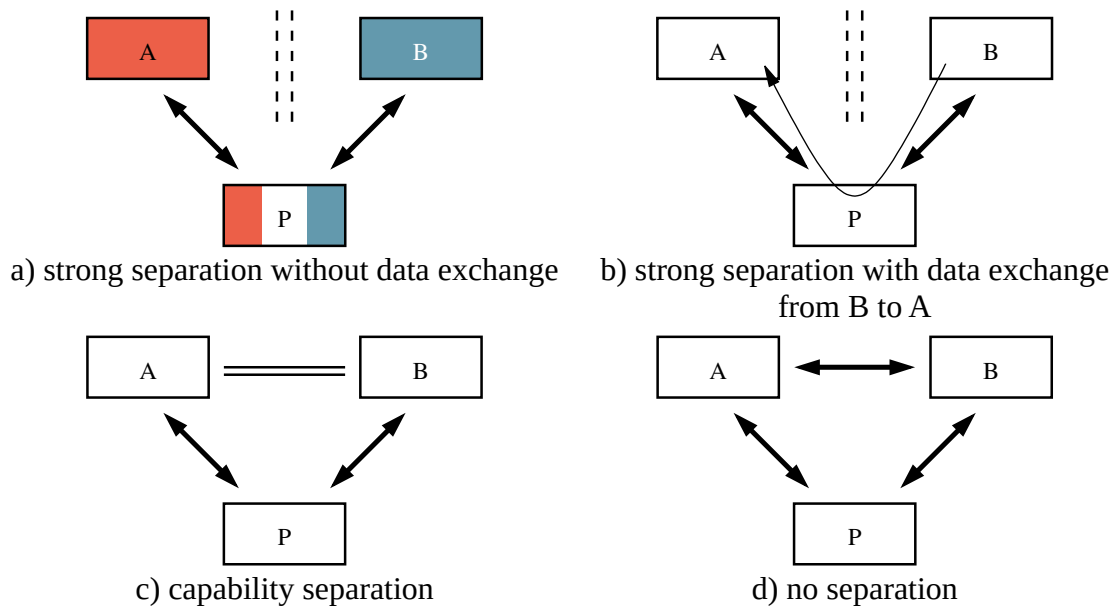 A
B
P
a) strong separation without data exchange
A
B
P
b) strong separation with data exchange
from B to A
A
B
P
c) capability separation
A
B
P
d) no separation